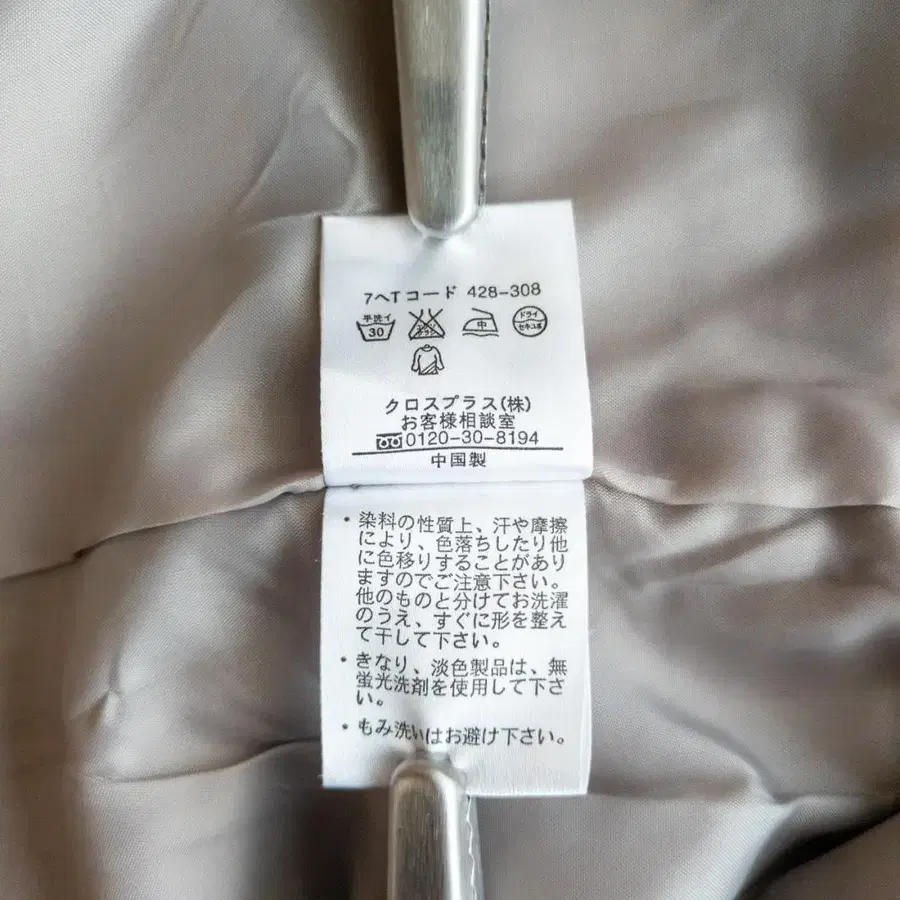 7ヘTコード 428-308
手洗イ
30
エンソ
サラシ
中
ドライ
セキユ系
クロスプラス(株)
お客様相談室
0120-30-8194
中国製
・染料の性質上、汗や摩擦
により、色落ちしたり他
に色移りすることがあり
ますのでご注意下さい。
他のものと分けてお洗濯
のうえ、すぐに形を整え
て干して下さい。
・きなり、淡色製品は、無
蛍光洗剤を使用して下さ
い。
・もみ洗いはお避け下さい。